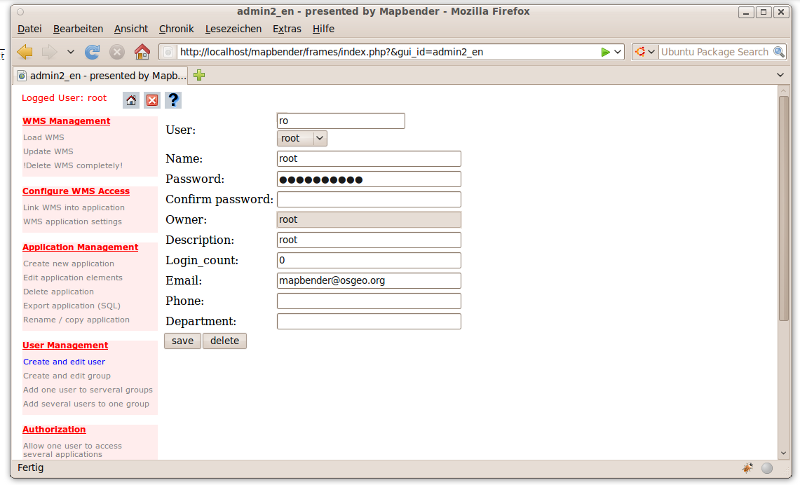 admin2_en - presented by Mapbender - Mozilla Firefox
Datei Bearbeiten Ansicht Chronik Lesezeichen Extras Hilfe
http://localhost/mapbender/frames/index.php?&gui_id=admin2_en
Ubuntu Package Search
admin2_en - presented by Mapb...
Logged User: root
WMS Management
Load WMS
Update WMS
!Delete WMS completely!
Configure WMS Access
Link WMS into application
WMS application settings
Application Management
Create new application
Edit application elements
Delete application
Export application (SQL)
Rename / copy application
User Management
Create and edit user
Create and edit group
Add one user to serveral groups
Add several users to one group
Authorization
Allow one user to access
several applications
User: ro
root
Name: root
Password: ●●●●●●●●●●
Confirm password:
Owner: root
Description: root
Login_count: 0
Email: mapbender@osgeo.org
Phone:
Department:
save delete
Fertig